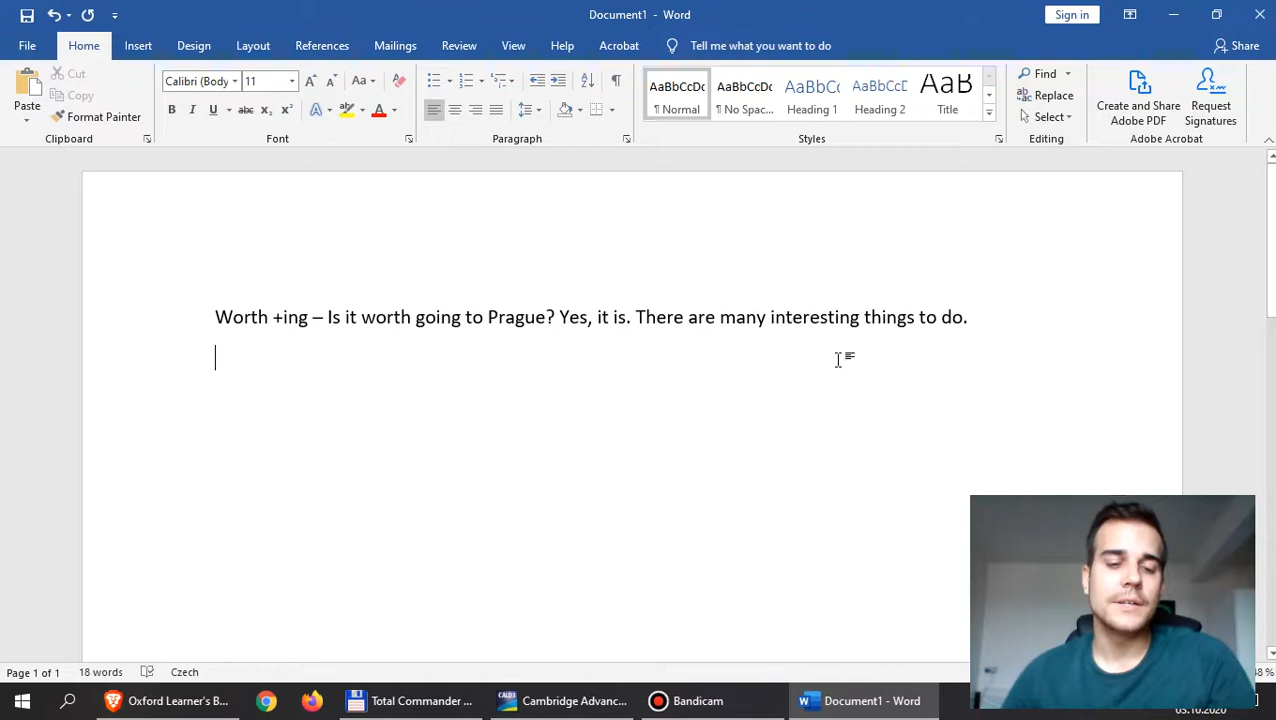 Document1 - Word
Sign in
File Home Insert Design Layout References Mailings Review View Help Acrobat Tell me what you want to do Share
Paste
Cut
Copy
Format Painter
Clipboard
Calibri (Body 11
Font
Paragraph
AaBbCcDc AaBbCcDc AaBbCc AaBbCcD AaB
¶ Normal ¶ No Spac... Heading 1 Heading 2 Title
Styles
Find
Replace
Select
Editing
Create and Share
Adobe PDF
Request
Signatures
Adobe Acrobat
Worth +ing – Is it worth going to Prague? Yes, it is. There are many interesting things to do.
Page 1 of 1 18 words Czech
Oxford Learner's B... Total Commander ... Cambridge Advanc... Bandicam Document1 - Word
03.10.2020